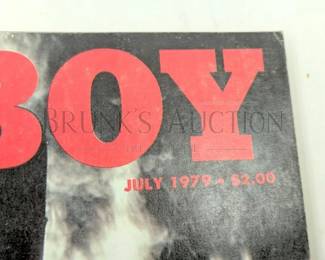 BOY
BRUNK'S AUCTION
JULY 1979 • $2.00